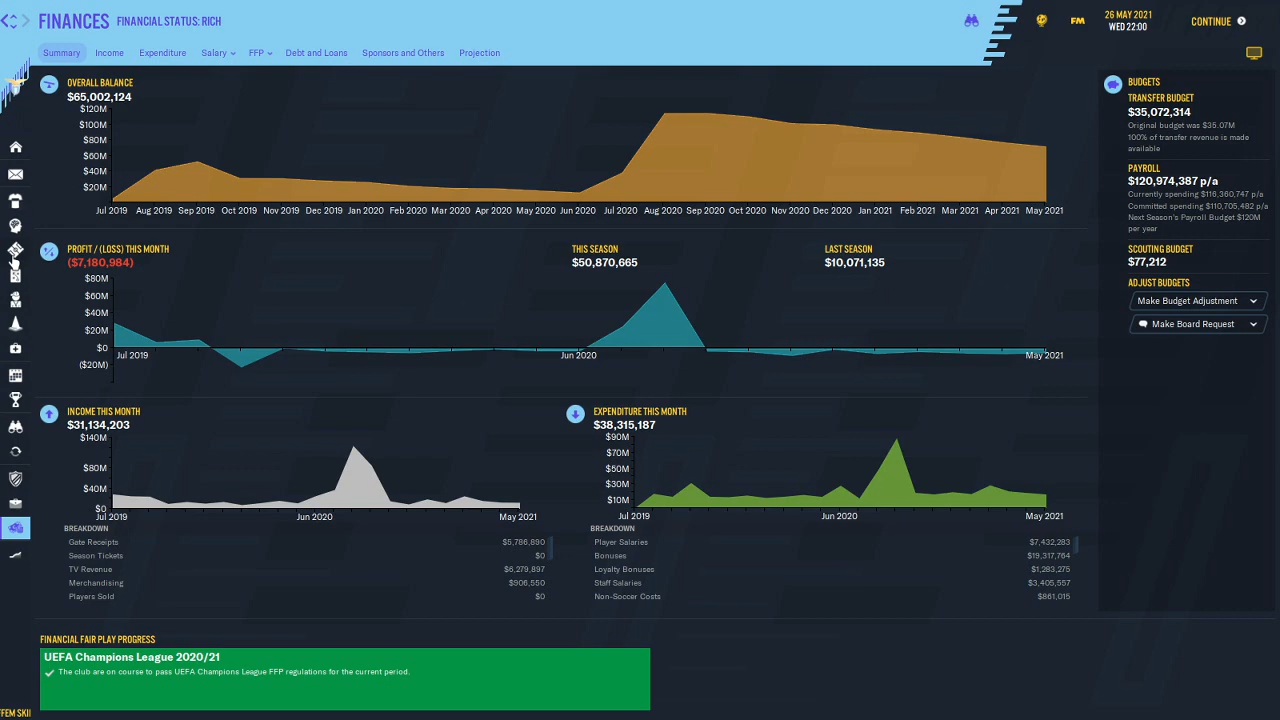 FINANCES FINANCIAL STATUS: RICH
FM
26 MAY 2021
WED 22:00
CONTINUE
Summary Income Expenditure Salary FFP Debt and Loans Sponsors and Others Projection
OVERALL BALANCE
$65,002,124
$120M
$100M
$80M
$60M
$40M
$20M
Jul 2019 Aug 2019 Sep 2019 Oct 2019 Nov 2019 Dec 2019 Jan 2020 Feb 2020 Mar 2020 Apr 2020 May 2020 Jun 2020 Jul 2020 Aug 2020 Sep 2020 Oct 2020 Nov 2020 Dec 2020 Jan 2021 Feb 2021 Mar 2021 Apr 2021 May 2021
PROFIT / (LOSS) THIS MONTH
($7,180,984)
THIS SEASON
$50,870,665
LAST SEASON
$10,071,135
$80M
$60M
$40M
$20M
$0
($20M)
Jul 2019 Jun 2020 May 2021
INCOME THIS MONTH
$31,134,203
$140M
$80M
$40M
$0
Jul 2019 Jun 2020 May 2021
BREAKDOWN
Gate Receipts $5,786,890
Season Tickets $0
TV Revenue $6,279,897
Merchandising $906,550
Players Sold $0
EXPENDITURE THIS MONTH
$38,315,187
$90M
$70M
$50M
$30M
$10M
Jul 2019 Jun 2020 May 2021
BREAKDOWN
Player Salaries $7,432,283
Bonuses $19,317,764
Loyalty Bonuses $1,283,275
Staff Salaries $3,405,557
Non-Soccer Costs $861,015
FINANCIAL FAIR PLAY PROGRESS
UEFA Champions League 2020/21
The club are on course to pass UEFA Champions League FFP regulations for the current period.
BUDGETS
TRANSFER BUDGET
$35,072,314
Original budget was $35.07M
100% of transfer revenue is made
available
PAYROLL
$120,974,387 p/a
Currently spending $116,360,747 p/a
Committed spending $110,705,482 p/a
Next Season's Payroll Budget $120M
per year
SCOUTING BUDGET
$77,212
ADJUST BUDGETS
Make Budget Adjustment
Make Board Request